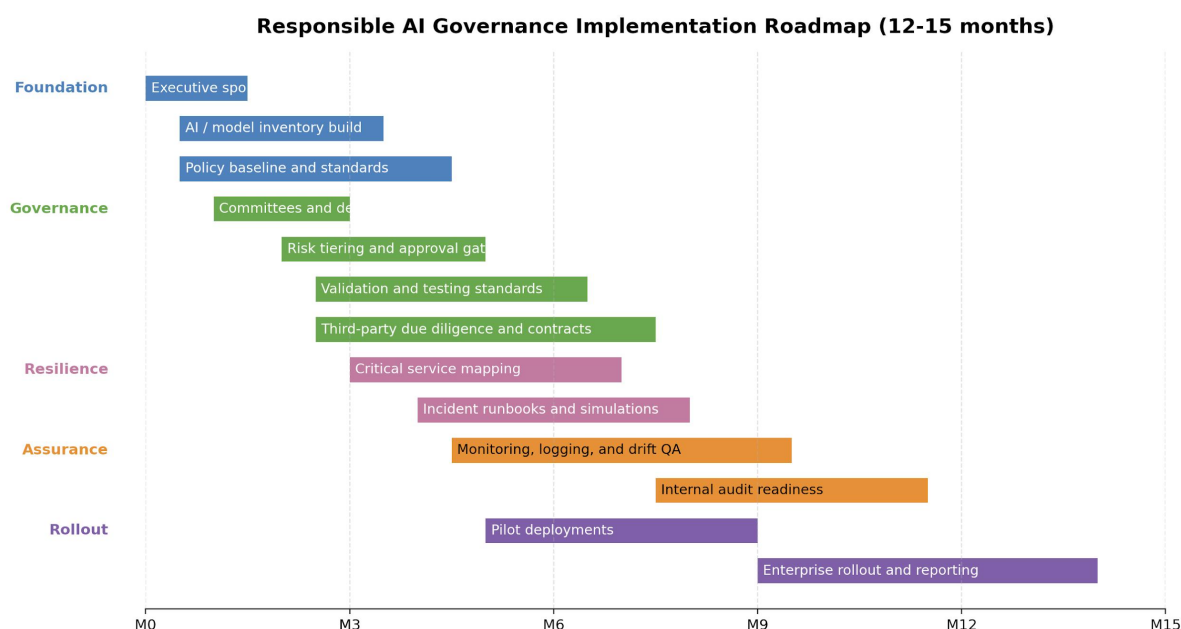 Responsible AI Governance Implementation Roadmap (12-15 months)
Foundation
Executive spo
AI / model inventory build
Policy baseline and standards
Governance
Committees and de
Risk tiering and approval gat
Validation and testing standards
Third-party due diligence and contracts
Resilience
Critical service mapping
Incident runbooks and simulations
Assurance
Monitoring, logging, and drift QA
Internal audit readiness
Rollout
Pilot deployments
Enterprise rollout and reporting
M0 M3 M6 M9 M12 M15